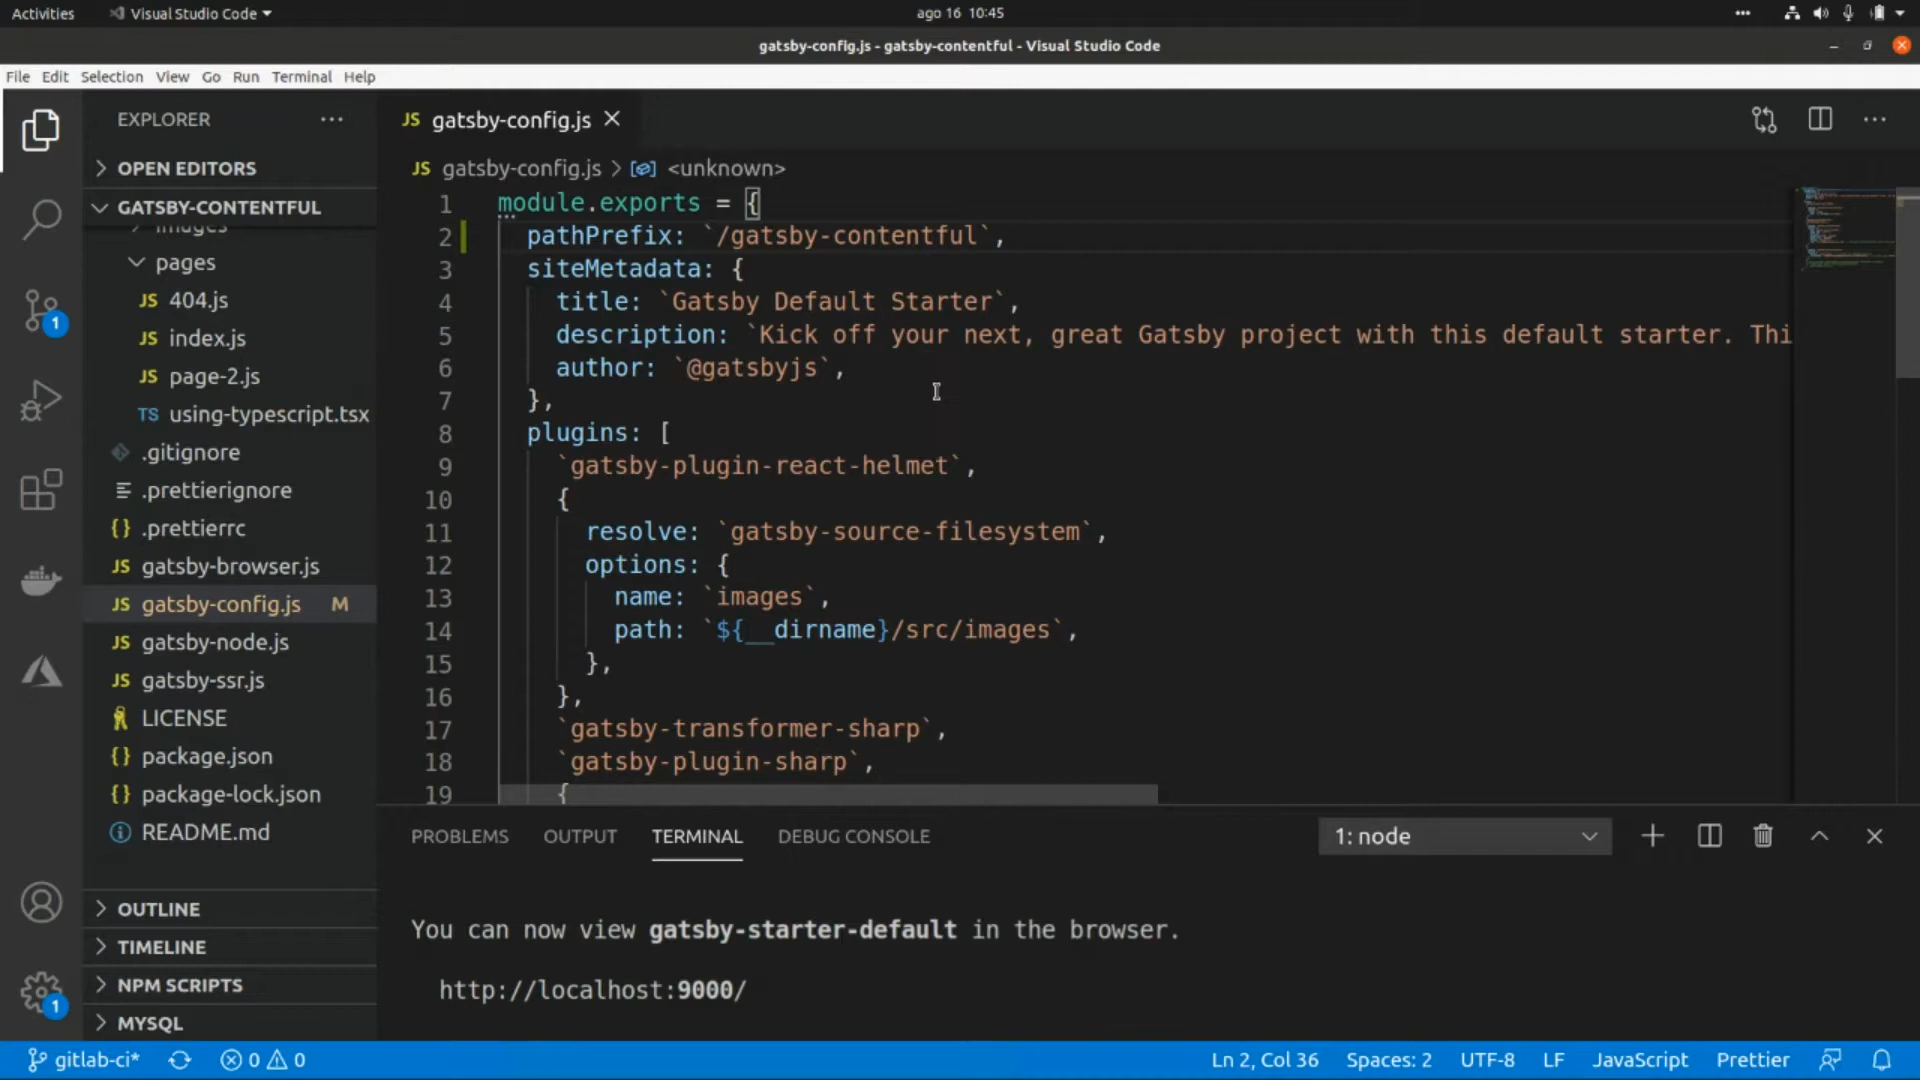 Activities Visual Studio Code ago 16 10:45
gatsby-config.js - gatsby-contentful - Visual Studio Code
File Edit Selection View Go Run Terminal Help
EXPLORER
OPEN EDITORS
GATSBY-CONTENTFUL
images
pages
JS 404.js
JS index.js
JS page-2.js
TS using-typescript.tsx
.gitignore
.prettierignore
{} .prettierrc
JS gatsby-browser.js
JS gatsby-config.js M
JS gatsby-node.js
JS gatsby-ssr.js
LICENSE
{} package.json
{} package-lock.json
README.md
OUTLINE
TIMELINE
NPM SCRIPTS
MYSQL
1
1
JS gatsby-config.js
JS gatsby-config.js > <unknown>
1 module.exports = {
2 pathPrefix: `/gatsby-contentful`,
3 siteMetadata: {
4 title: `Gatsby Default Starter`,
5 description: `Kick off your next, great Gatsby project with this default starter. Thi
6 author: `@gatsbyjs`,
7 },
8 plugins: [
9 `gatsby-plugin-react-helmet`,
10 {
11 resolve: `gatsby-source-filesystem`,
12 options: {
13 name: `images`,
14 path: `${__dirname}/src/images`,
15 },
16 },
17 `gatsby-transformer-sharp`,
18 `gatsby-plugin-sharp`,
19 {
PROBLEMS OUTPUT TERMINAL DEBUG CONSOLE 1: node
You can now view gatsby-starter-default in the browser.
http://localhost:9000/
gitlab-ci* 0 0 Ln 2, Col 36 Spaces: 2 UTF-8 LF JavaScript Prettier